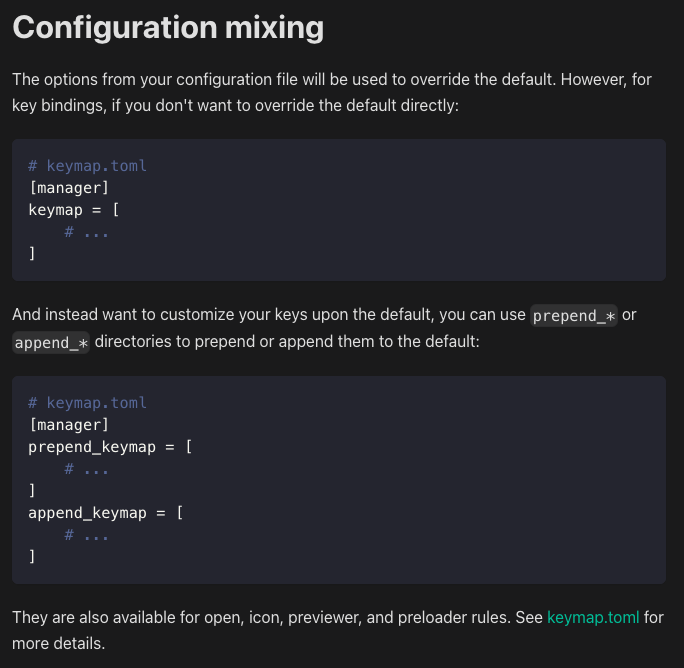 Configuration mixing
The options from your configuration file will be used to override the default. However, for
key bindings, if you don't want to override the default directly:
# keymap.toml
[manager]
keymap = [
    # ...
]
And instead want to customize your keys upon the default, you can use prepend_* or
append_* directories to prepend or append them to the default:
# keymap.toml
[manager]
prepend_keymap = [
    # ...
]
append_keymap = [
    # ...
]
They are also available for open, icon, previewer, and preloader rules. See keymap.toml for
more details.